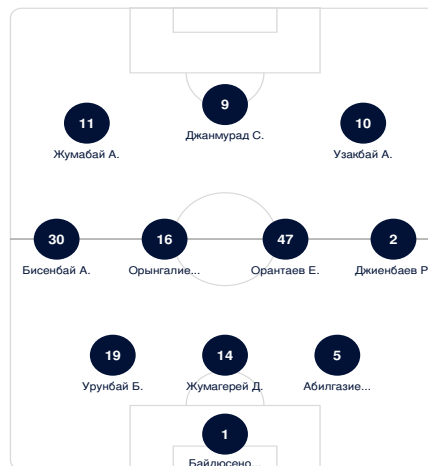 9
Джанмурад С.
11
Жумабай А.
10
Узакбай А.
30
Бисенбай А.
16
Орынгалие...
47
Орантаев Е.
2
Джиенбаев Р
19
Урунбай Б.
14
Жумагерей Д.
5
Абилгазие...
1
Байдюсено...